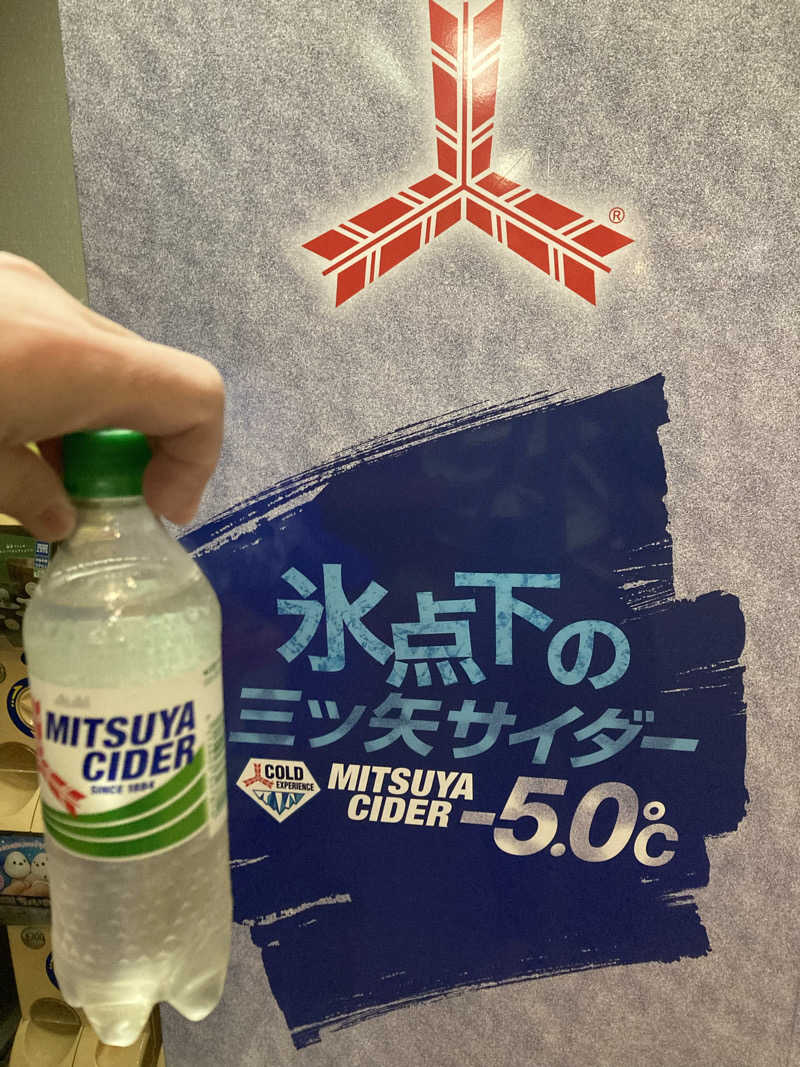 ®
氷点下の
三ツ矢サイダー
COLD
EXPERIENCE
MITSUYA
CIDER
-5.0℃
Asahi
MITSUYA
CIDER
SINCE 1884